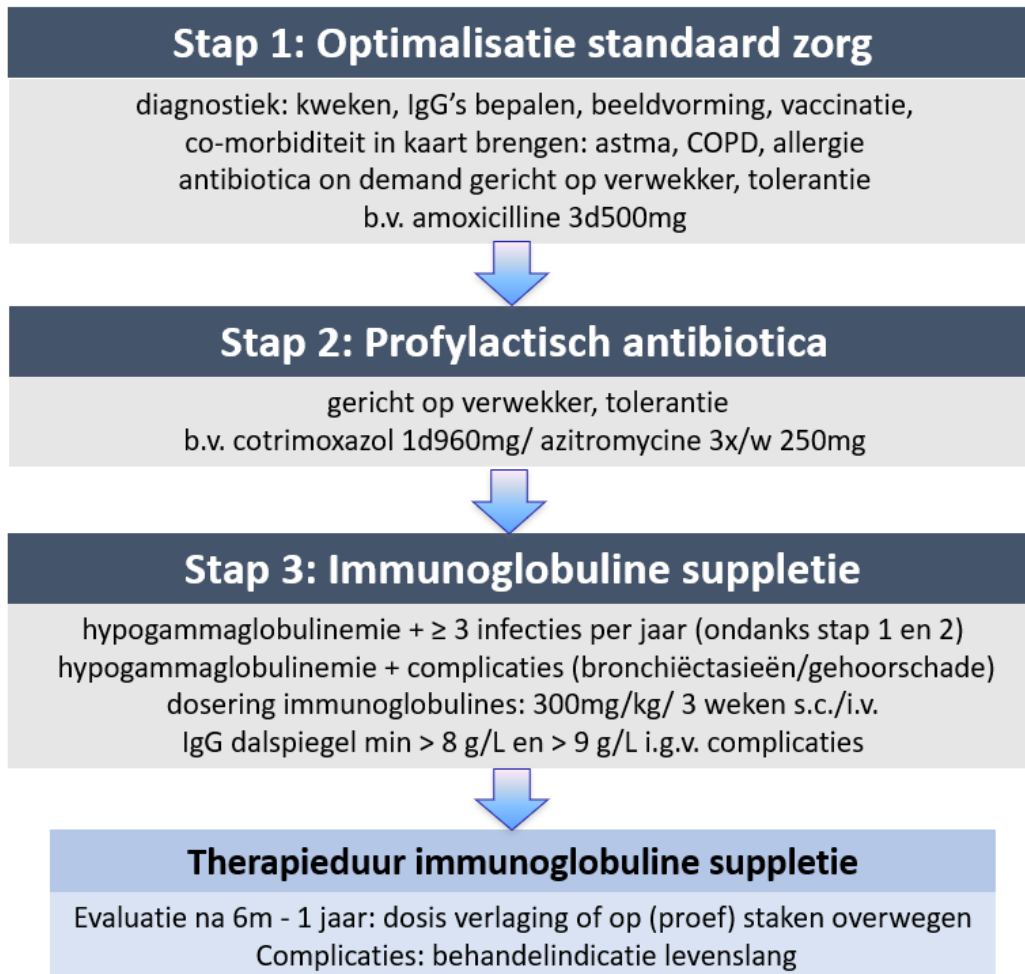 Stap 1: Optimalisatie standaard zorg
diagnostiek: kweken, IgG's bepalen, beeldvorming, vaccinatie,
co-morbiditeit in kaart brengen: astma, COPD, allergie
antibiotica on demand gericht op verwekker, tolerantie
b.v. amoxicilline 3d500mg
Stap 2: Profylactisch antibiotica
gericht op verwekker, tolerantie
b.v. cotrimoxazol 1d960mg/ azitromycine 3x/w 250mg
Stap 3: Immunoglobuline suppletie
hypogammaglobulinemie + ≥ 3 infecties per jaar (ondanks stap 1 en 2)
hypogammaglobulinemie + complicaties (bronchiëctasieën/gehoorschade)
dosering immunoglobulines: 300mg/kg/ 3 weken s.c./i.v.
IgG dalspiegel min > 8 g/L en > 9 g/L i.g.v. complicaties
Therapieduur immunoglobuline suppletie
Evaluatie na 6m - 1 jaar: dosis verlaging of op (proef) staken overwegen
Complicaties: behandelindicatie levenslang